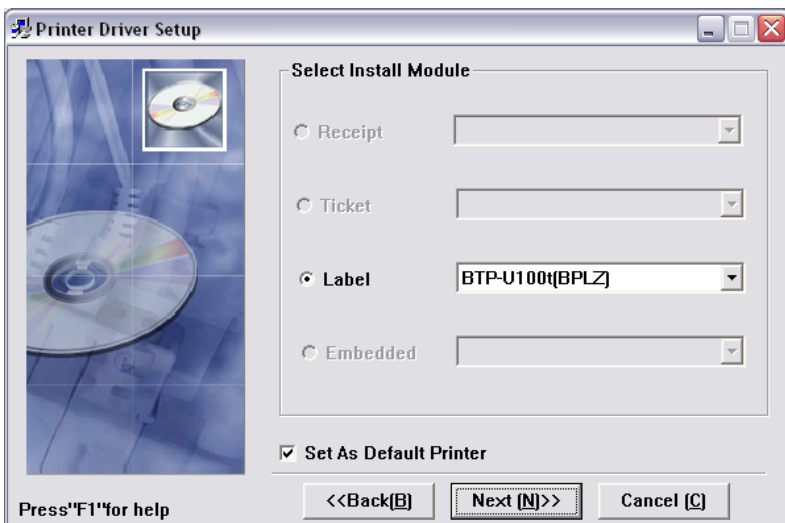 Printer Driver Setup
Select Install Module
Receipt
Ticket
Label BTP-U100t(BPLZ)
Embedded
Set As Default Printer
Press"F1"for help
<<Back(B) Next (N)>> Cancel (C)